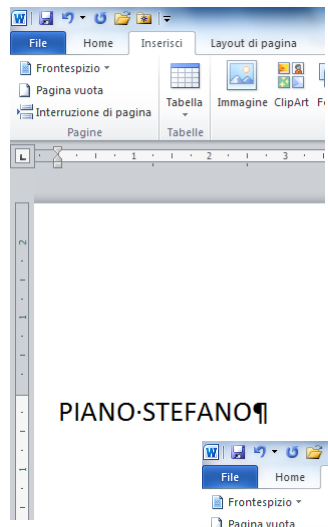 File Home Inserisci Layout di pagina
Frontespizio
Pagina vuota
Interruzione di pagina
Tabella
Immagine ClipArt
Pagine Tabelle
L 1 2 3
2
1
PIANO·STEFANO¶
1
File Home
Frontespizio
Pagina vuota